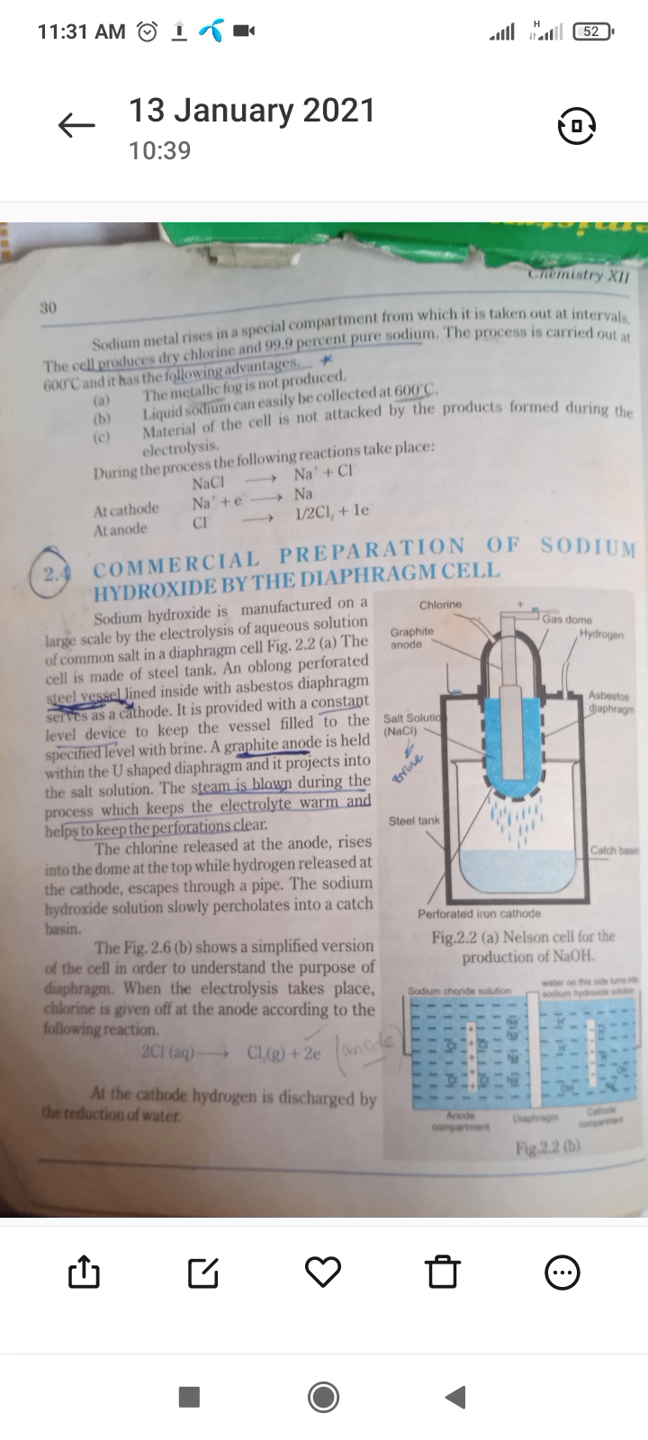 11:31 AM
H
52
13 January 2021
10:39
Chemistry XII
30
Sodium metal rises in a special compartment from which it is taken out at intervals.
The cell produces dry chlorine and 99.9 percent pure sodium. The process is carried out at
600°C and it has the following advantages.
(a) The metallic fog is not produced.
(b) Liquid sodium can easily be collected at 600°C.
(c) Material of the cell is not attacked by the products formed during the
electrolysis.
During the process the following reactions take place:
NaCl → Na⁺ + Cl⁻
At cathode Na⁺ + e⁻ → Na
At anode Cl⁻ → 1/2Cl₂ + 1e⁻
2.4 COMMERCIAL PREPARATION OF SODIUM
HYDROXIDE BY THE DIAPHRAGM CELL
Sodium hydroxide is manufactured on a
large scale by the electrolysis of aqueous solution
of common salt in a diaphragm cell Fig. 2.2 (a) The
cell is made of steel tank. An oblong perforated
steel vessel lined inside with asbestos diaphragm
serves as a cathode. It is provided with a constant
level device to keep the vessel filled to the
specified level with brine. A graphite anode is held
within the U shaped diaphragm and it projects into
the salt solution. The steam is blown during the
process which keeps the electrolyte warm and
helps to keep the perforations clear.
The chlorine released at the anode, rises
into the dome at the top while hydrogen released at
the cathode, escapes through a pipe. The sodium
hydroxide solution slowly percholates into a catch
basin.
The Fig. 2.6 (b) shows a simplified version
of the cell in order to understand the purpose of
diaphragm. When the electrolysis takes place,
chlorine is given off at the anode according to the
following reaction.
2Cl⁻(aq) → Cl₂(g) + 2e⁻ (anode)
At the cathode hydrogen is discharged by
the reduction of water.
Chlorine
+
Gas dome
Graphite
anode
Hydrogen
Asbestos
diaphragm
Salt Solution
(NaCl)
Brine
Steel tank
Catch basin
Perforated iron cathode
Fig.2.2 (a) Nelson cell for the
production of NaOH.
Sodium choride solution
water on this side turns into
sodium hydroxide solution
Anode
compartment
Diaphragm
Cathode
compartment
Fig.2.2 (b)